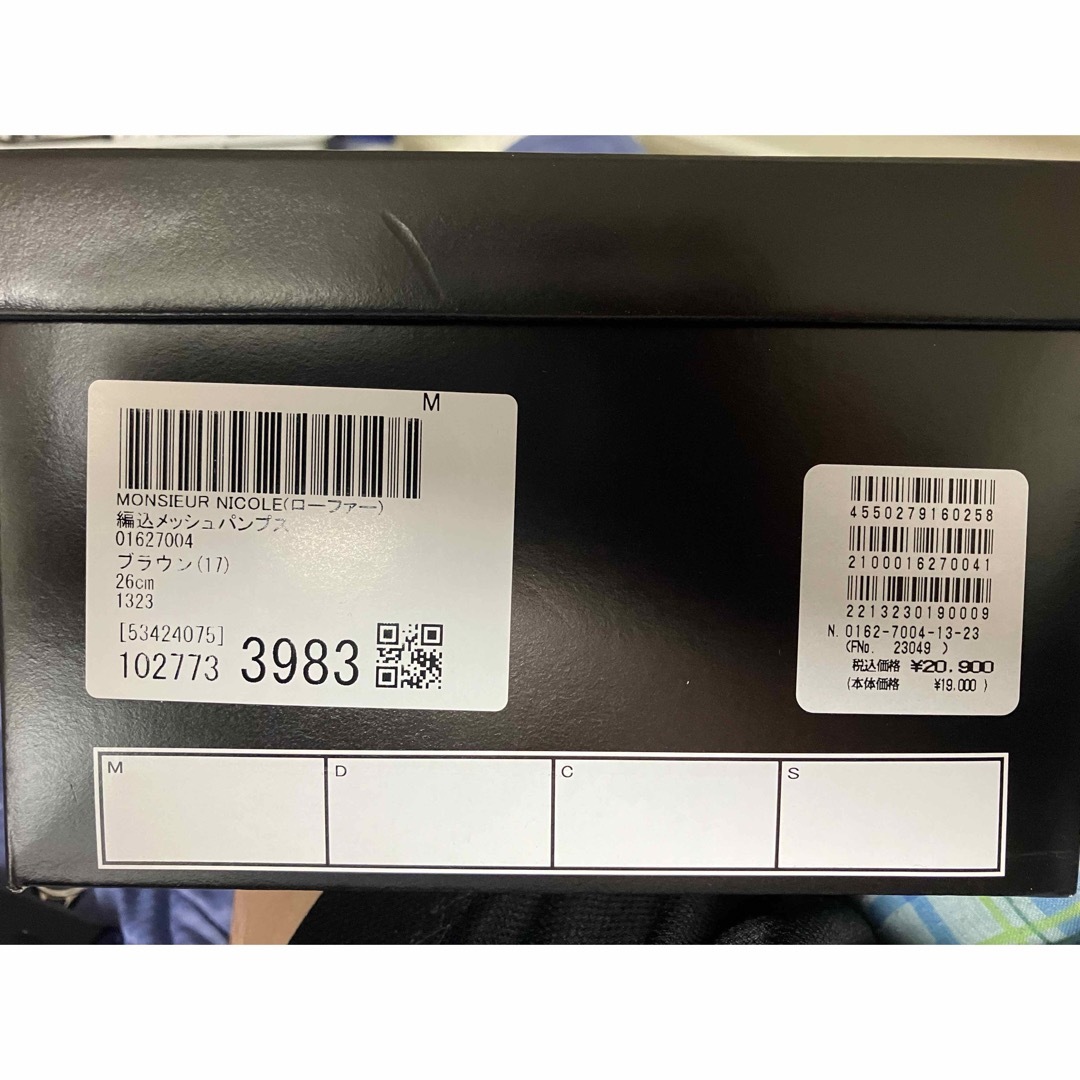 M
MONSIEUR NICOLE(ローファー)
編込メッシュパンプス
01627004
ブラウン(17)
26cm
1323
[53424075]
102773 3983
4550279160258
2100016270041
2213230190009
N. 0162-7004-13-23
(FNo. 23049 )
税込価格 ¥20,900
(本体価格 ¥19,000 )
M D C S